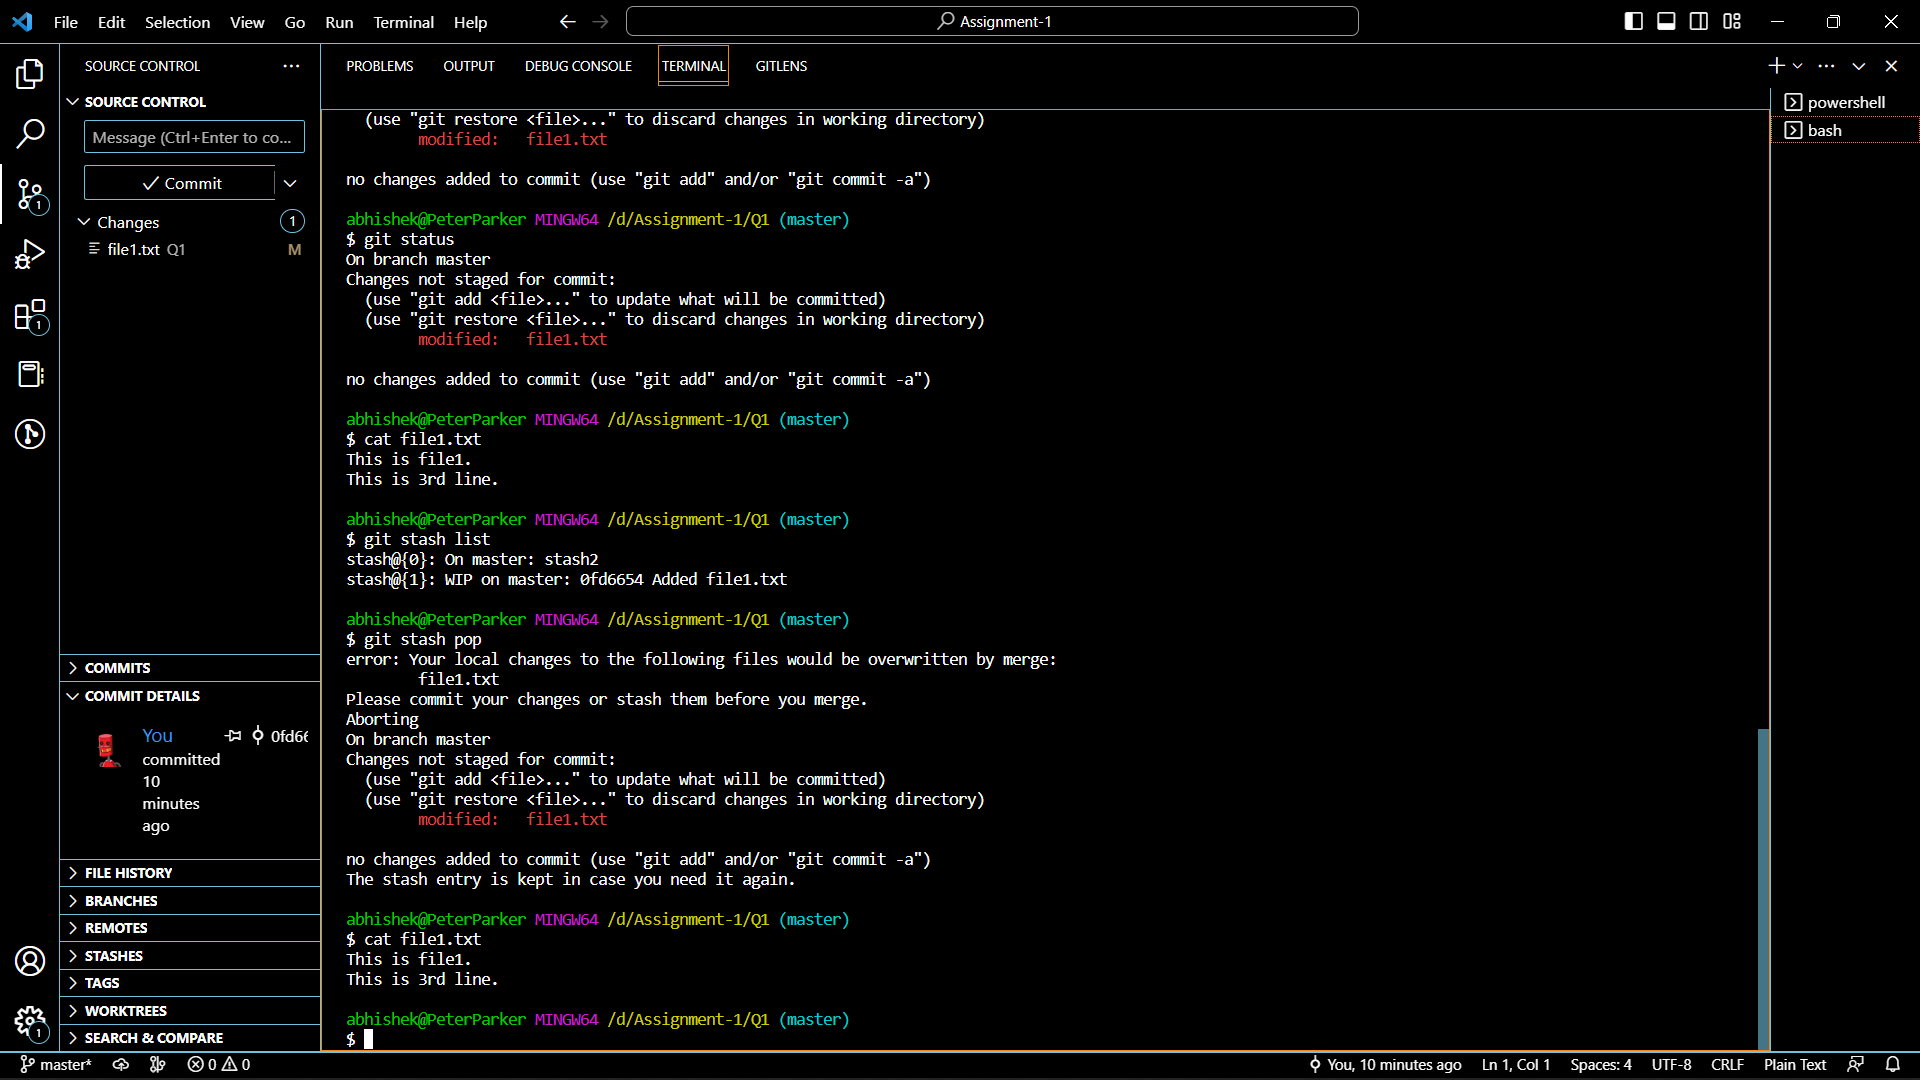 File Edit Selection View Go Run Terminal Help
Assignment-1
SOURCE CONTROL
SOURCE CONTROL
Message (Ctrl+Enter to co...
Commit
Changes 1
file1.txt Q1 M
COMMITS
COMMIT DETAILS
You 0fd66
committed
10
minutes
ago
FILE HISTORY
BRANCHES
REMOTES
STASHES
TAGS
WORKTREES
SEARCH & COMPARE
1
1
1
PROBLEMS OUTPUT DEBUG CONSOLE TERMINAL GITLENS
(use "git restore <file>..." to discard changes in working directory)
modified: file1.txt
no changes added to commit (use "git add" and/or "git commit -a")
abhishek@PeterParker MINGW64 /d/Assignment-1/Q1 (master)
$ git status
On branch master
Changes not staged for commit:
(use "git add <file>..." to update what will be committed)
(use "git restore <file>..." to discard changes in working directory)
modified: file1.txt
no changes added to commit (use "git add" and/or "git commit -a")
abhishek@PeterParker MINGW64 /d/Assignment-1/Q1 (master)
$ cat file1.txt
This is file1.
This is 3rd line.
abhishek@PeterParker MINGW64 /d/Assignment-1/Q1 (master)
$ git stash list
stash@{0}: On master: stash2
stash@{1}: WIP on master: 0fd6654 Added file1.txt
abhishek@PeterParker MINGW64 /d/Assignment-1/Q1 (master)
$ git stash pop
error: Your local changes to the following files would be overwritten by merge:
file1.txt
Please commit your changes or stash them before you merge.
Aborting
On branch master
Changes not staged for commit:
(use "git add <file>..." to update what will be committed)
(use "git restore <file>..." to discard changes in working directory)
modified: file1.txt
no changes added to commit (use "git add" and/or "git commit -a")
The stash entry is kept in case you need it again.
abhishek@PeterParker MINGW64 /d/Assignment-1/Q1 (master)
$ cat file1.txt
This is file1.
This is 3rd line.
abhishek@PeterParker MINGW64 /d/Assignment-1/Q1 (master)
$
powershell
bash
master* 0 0 You, 10 minutes ago Ln 1, Col 1 Spaces: 4 UTF-8 CRLF Plain Text